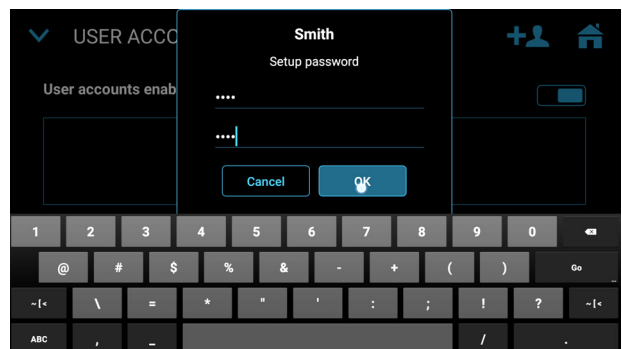 USER ACCO
Smith
Setup password
User accounts enab
••••
••••
Cancel
OK
1 2 3 4 5 6 7 8 9 0
@ # $ % & - + ( ) Go
~[< \ = * " ' : ; ! ? ~[<
ABC , _ / .